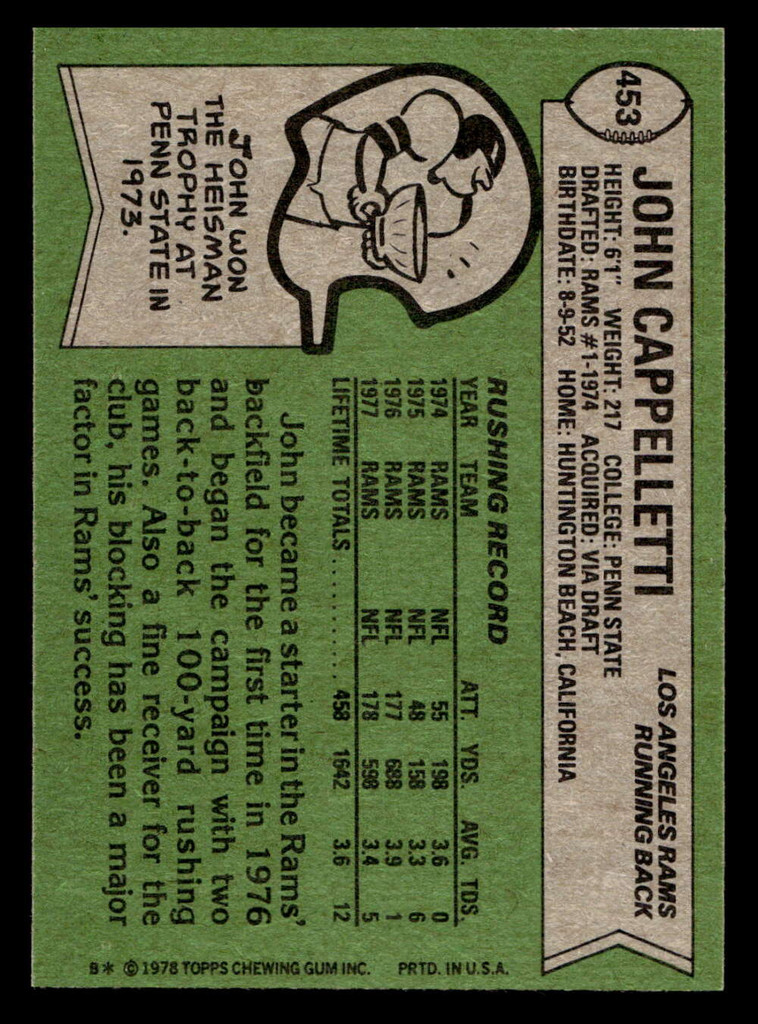 453
JOHN CAPPELLETTI
LOS ANGELES RAMS
RUNNING BACK
HEIGHT: 6'1" WEIGHT: 217 COLLEGE: PENN STATE
DRAFTED: RAMS #1-1974 ACQUIRED: VIA DRAFT
BIRTHDATE: 8-9-52 HOME: HUNTINGTON BEACH, CALIFORNIA
JOHN WON
THE HEISMAN
TROPHY AT
PENN STATE IN
1973.
RUSHING RECORD
YEAR TEAM ATT. YDS. AVG. TDS.
1974 RAMS NFL 55 198 3.6 0
1975 RAMS NFL 48 158 3.3 6
1976 RAMS NFL 177 688 3.9 1
1977 RAMS NFL 178 598 3.4 5
LIFETIME TOTALS . . . . . . . . . . . 458 1642 3.6 12
John became a starter in the Rams'
backfield for the first time in 1976
and began the campaign with two
back-to-back 100-yard rushing
games. Also a fine receiver for the
club, his blocking has been a major
factor in Rams' success.
B* © 1978 TOPPS CHEWING GUM INC. PRTD. IN U.S.A.